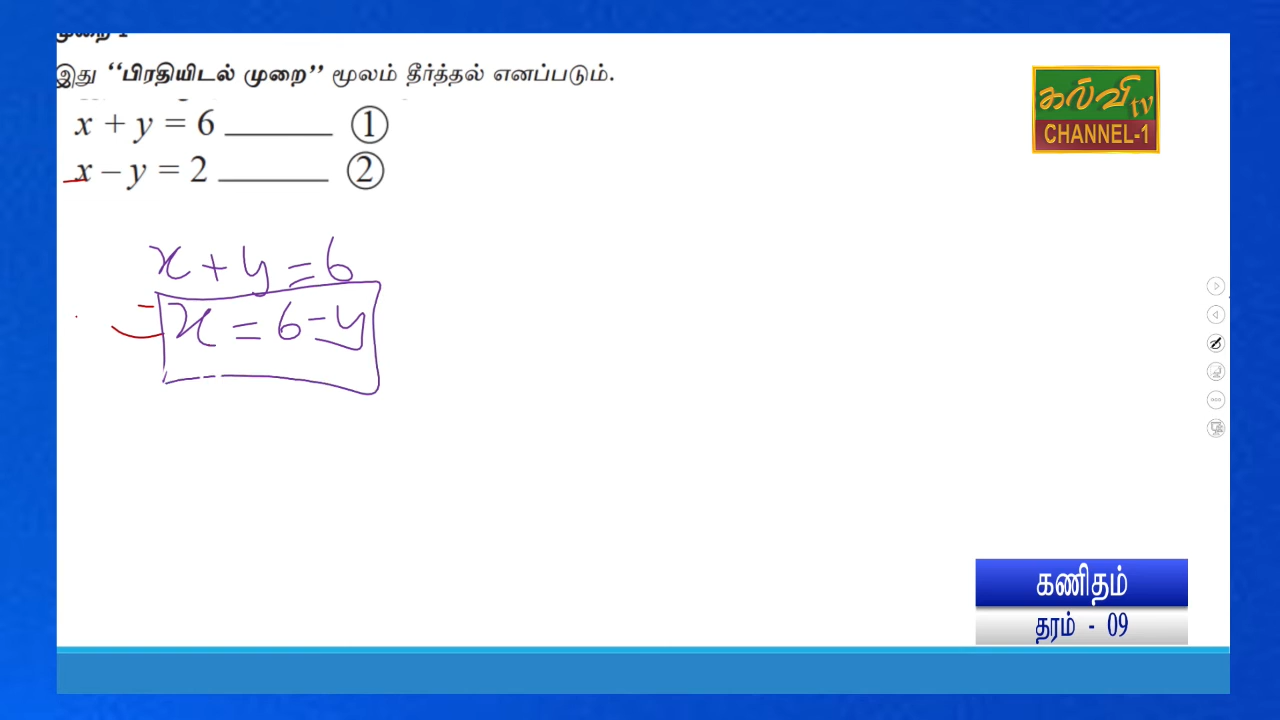 முறை 1
இது “பிரதியிடல் முறை” மூலம் தீர்த்தல் எனப்படும்.
x + y = 6 ______ ①
x – y = 2 ______ ②
x + y = 6
x = 6 - y
கல்வி tv
CHANNEL-1
கணிதம்
தரம் - 09